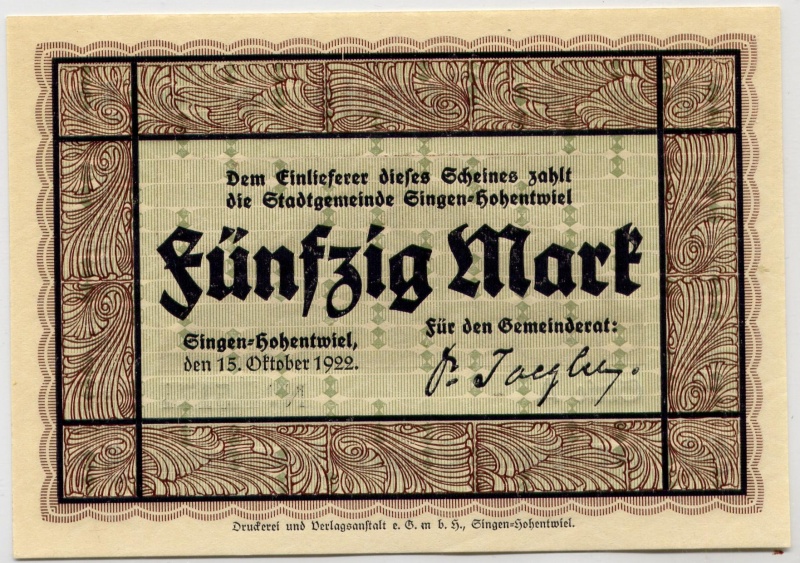 Dem Einlieferer dieses Scheines zahlt
die Stadtgemeinde Singen-Hohentwiel
Fünfzig Mark
Singen-Hohentwiel,
den 15. Oktober 1922.
Für den Gemeinderat:
Dr.
Druckerei und Verlagsanstalt e. G. m b. H., Singen-Hohentwiel.